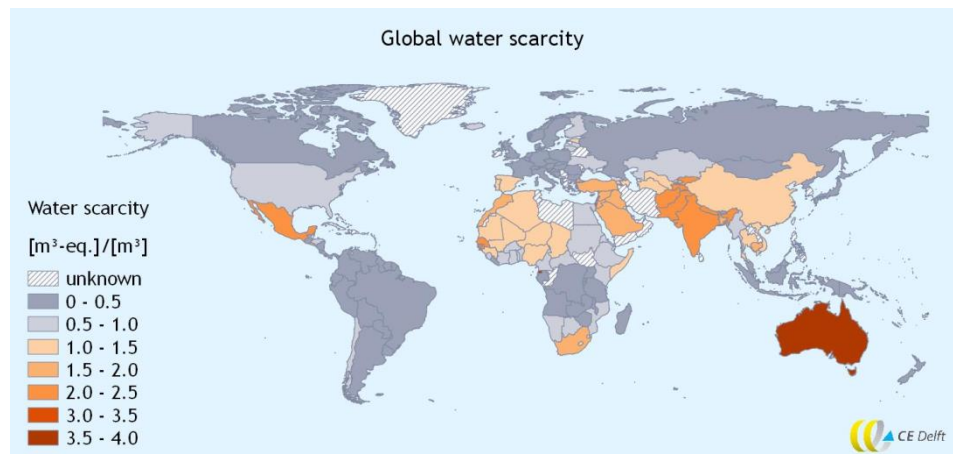 Global water scarcity
Water scarcity
[m³-eq.]/[m³]
unknown
0 - 0.5
0.5 - 1.0
1.0 - 1.5
1.5 - 2.0
2.0 - 2.5
3.0 - 3.5
3.5 - 4.0
CE Delft